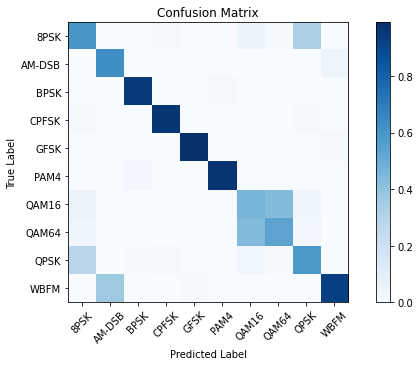 Confusion Matrix
True Label
8PSK
AM-DSB
BPSK
CPFSK
GFSK
PAM4
QAM16
QAM64
QPSK
WBFM
8PSK
AM-DSB
BPSK
CPFSK
GFSK
PAM4
QAM16
QAM64
QPSK
WBFM
Predicted Label
0.8
0.6
0.4
0.2
0.0